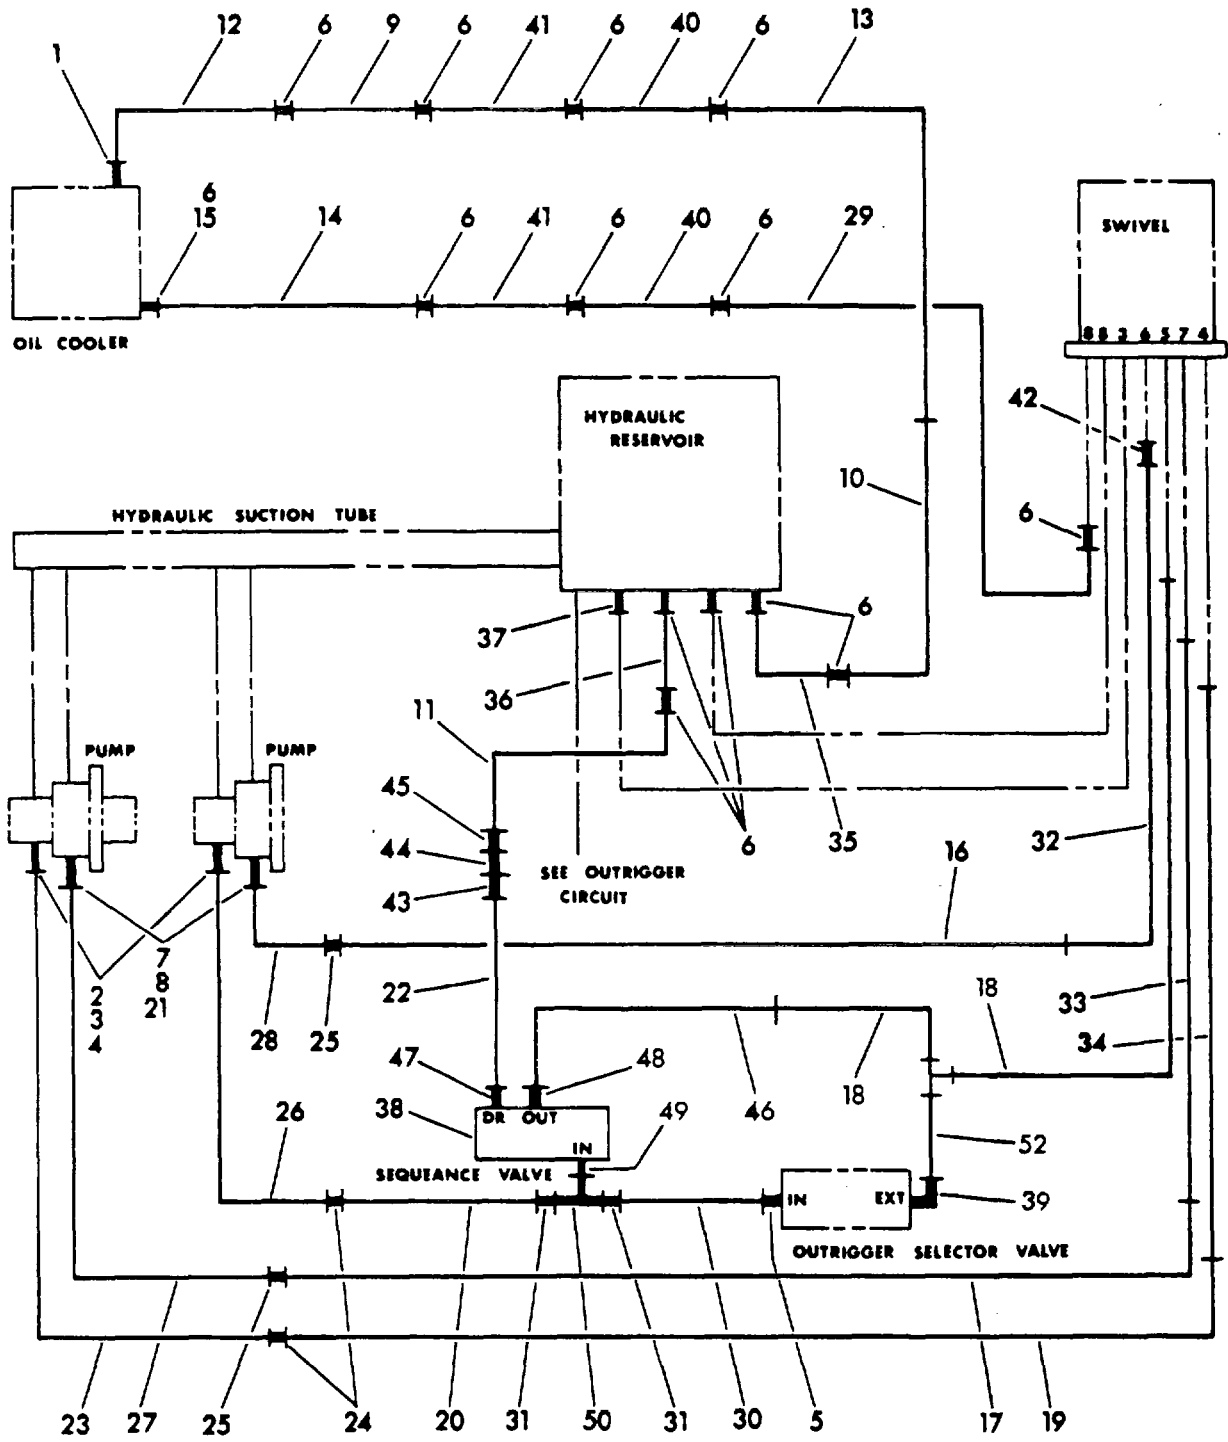 12 6 9 6 41 6 40 6 13
1
6
15 14 6 41 6 40 6 29
SWIVEL
OIL COOLER
8 8 3 6 5 7 4
HYDRAULIC
RESERVOIR
42
10
HYDRAULIC SUCTION TUBE
6
37
6
36
11
PUMP PUMP
45
44
43
6 35 32
16
SEE OUTRIGGER
CIRCUIT
7
8
21
2
3
4
22
28 25
18
33
34
47 48
38
DR OUT
46 18
26
49
IN
52
SEQUEANCE VALVE
IN EXT
39
OUTRIGGER SELECTOR VALVE
23 27 25 24 20 31 50 31 30 5 17 19